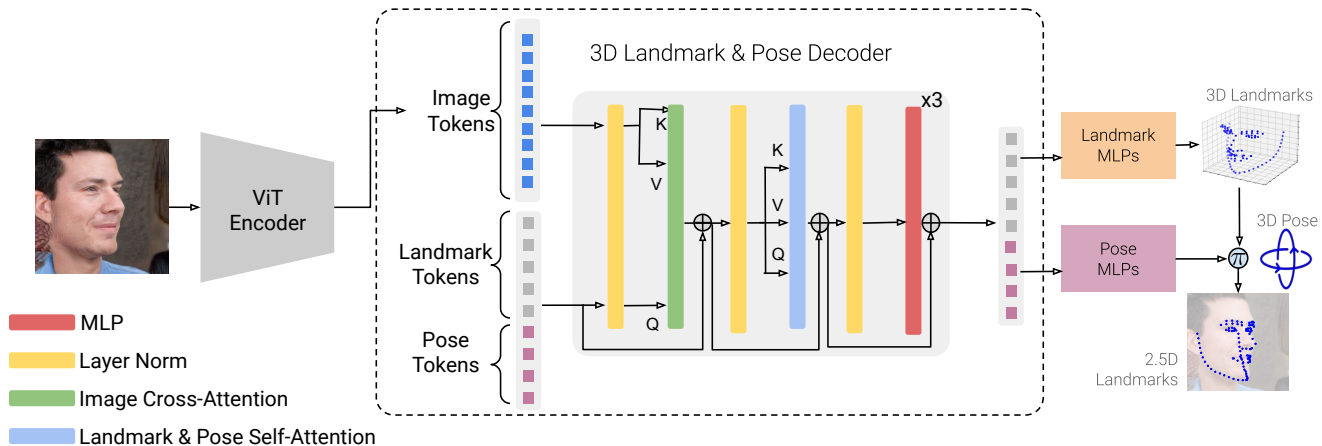 3D Landmark & Pose Decoder
x3
Image
Tokens
K
V
K
V
Q
Q
ViT
Encoder
Landmark
Tokens
Pose
Tokens
Landmark
MLPs
3D Landmarks
Pose
MLPs
3D Pose
π
2.5D
Landmarks
MLP
Layer Norm
Image Cross-Attention
Landmark & Pose Self-Attention